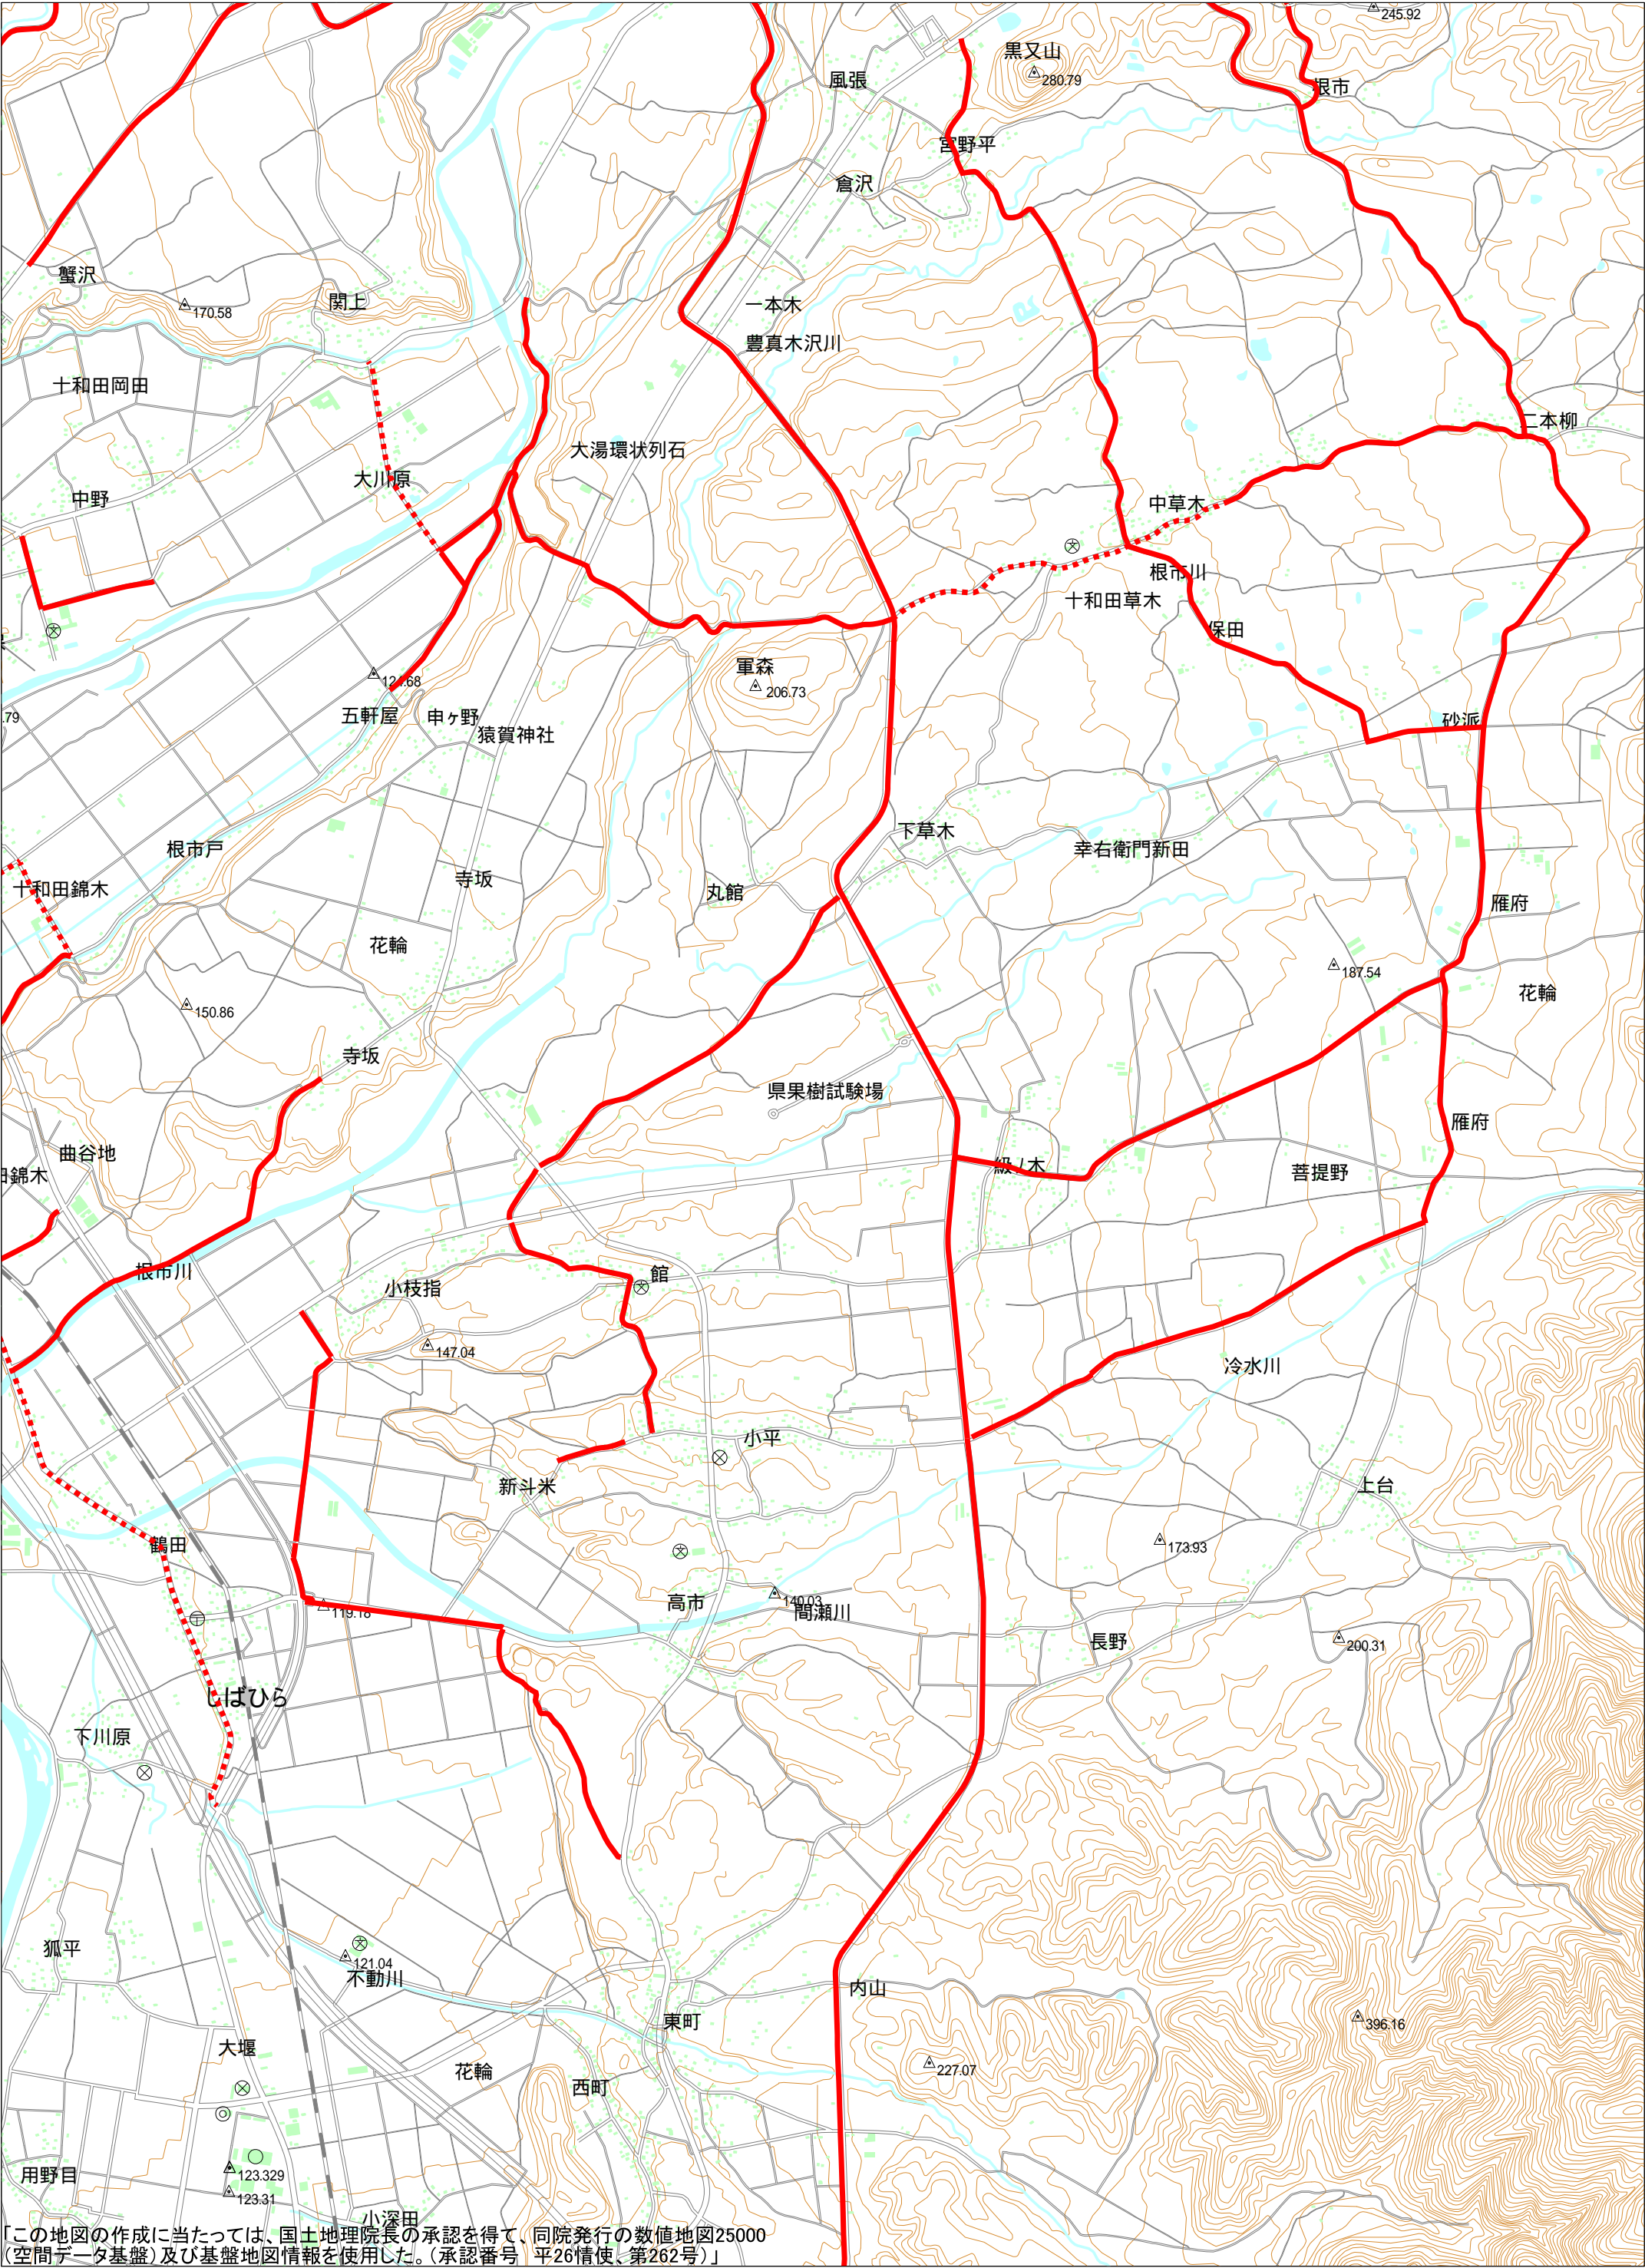 245.92
黒又山
280.79
風張
根市
宮野平
倉沢
蟹沢
関上
170.58
一本木
豊真木沢川
十和田岡田
二本柳
大湯環状列石
大川原
中野
中草木
根市川
十和田草木
保田
軍森
206.73
124.68
五軒屋
申ヶ野
猿賀神社
.79
砂派
下草木
根市戸
幸右衛門新田
寺坂
十和田錦木
丸館
雁府
花輪
187.54
花輪
150.86
寺坂
県果樹試験場
雁府
曲谷地
田錦木
級ノ木
菩提野
根市川
館
小枝指
147.04
冷水川
小平
新斗米
上台
鶴田
173.93
高市
140.03
間瀬川
119.18
長野
200.31
しばひら
下川原
狐平
121.04
不動川
内山
東町
396.16
大堰
花輪
227.07
西町
用野目
123.329
123.31
小深田
「この地図の作成に当たっては、国土地理院長の承認を得て、同院発行の数値地図25000
（空間データ基盤）及び基盤地図情報を使用した。（承認番号　平26情使、第262号）」